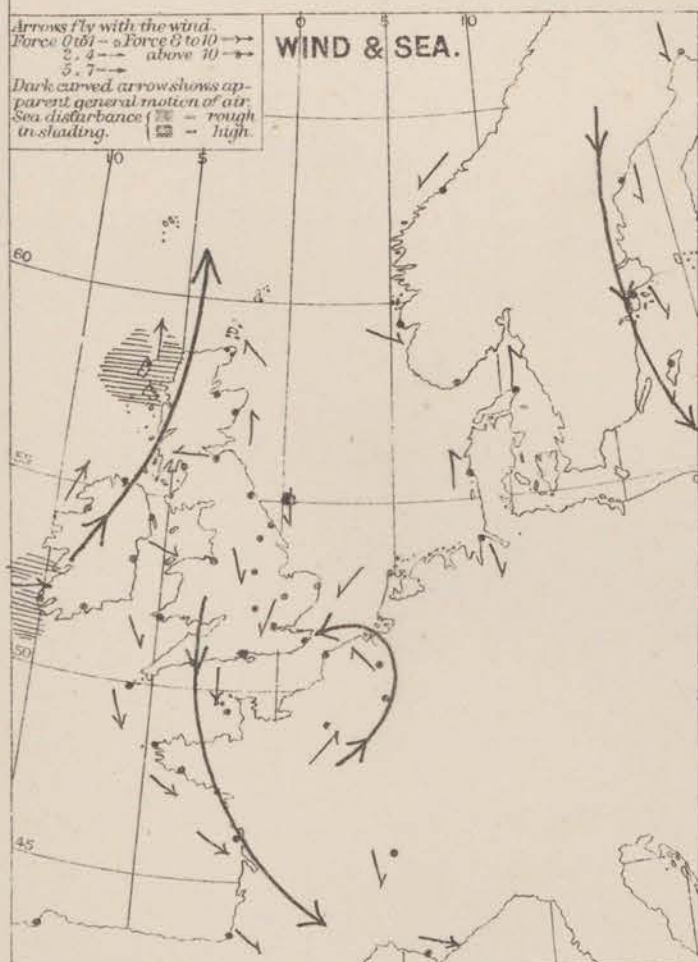 Arrows fly with the wind.
Force 0 to 1 – o Force 8 to 10
2. 4 above 10
5. 7
Dark curved arrow shows ap-
parent general motion of air.
Sea disturbance { – rough
in shading. – high.
WIND & SEA.
0 5 10
10 5
60
55
50
45